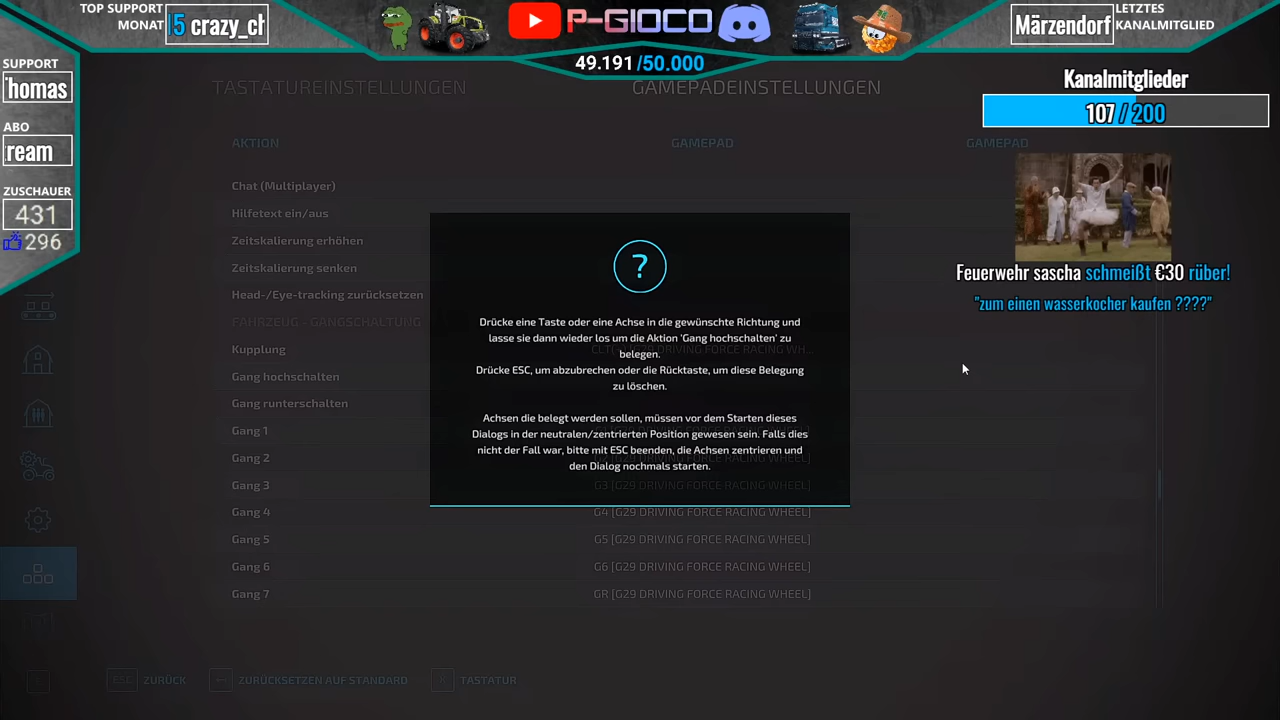 TOP SUPPORT
MONAT
15 crazy_cl
P-GIOCO
Märzendorf
LETZTES
KANALMITGLIED
49.191 /50.000
SUPPORT
Thomas
ABO
ream
ZUSCHAUER
431
296
Kanalmitglieder
107 / 200
Feuerwehr sascha schmeißt €30 rüber!
"zum einen wasserkocher kaufen ????"
TASTATUREINSTELLUNGEN
GAMEPADEINSTELLUNGEN
AKTION
GAMEPAD
GAMEPAD
Chat (Multiplayer)
Hilfetext ein/aus
Zeitskalierung erhöhen
Zeitskalierung senken
Head-/Eye-tracking zurücksetzen
FAHRZEUG - GANGSCHALTUNG
Kupplung
Gang hochschalten
Gang runterschalten
Gang 1
Gang 2
Gang 3
G3 [G29 DRIVING FORCE RACING WHEEL]
Gang 4
G4 [G29 DRIVING FORCE RACING WHEEL]
Gang 5
G5 [G29 DRIVING FORCE RACING WHEEL]
Gang 6
G6 [G29 DRIVING FORCE RACING WHEEL]
Gang 7
GR [G29 DRIVING FORCE RACING WHEEL]
?
Drücke eine Taste oder eine Achse in die gewünschte Richtung und
lasse sie dann wieder los um die Aktion 'Gang hochschalten' zu
belegen.
Drücke ESC, um abzubrechen oder die Rücktaste, um diese Belegung
zu löschen.
Achsen die belegt werden sollen, müssen vor dem Starten dieses
Dialogs in der neutralen/zentrierten Position gewesen sein. Falls dies
nicht der Fall war, bitte mit ESC beenden, die Achsen zentrieren und
den Dialog nochmals starten.
ESC ZURÜCK
ZURÜCKSETZEN AUF STANDARD
X TASTATUR